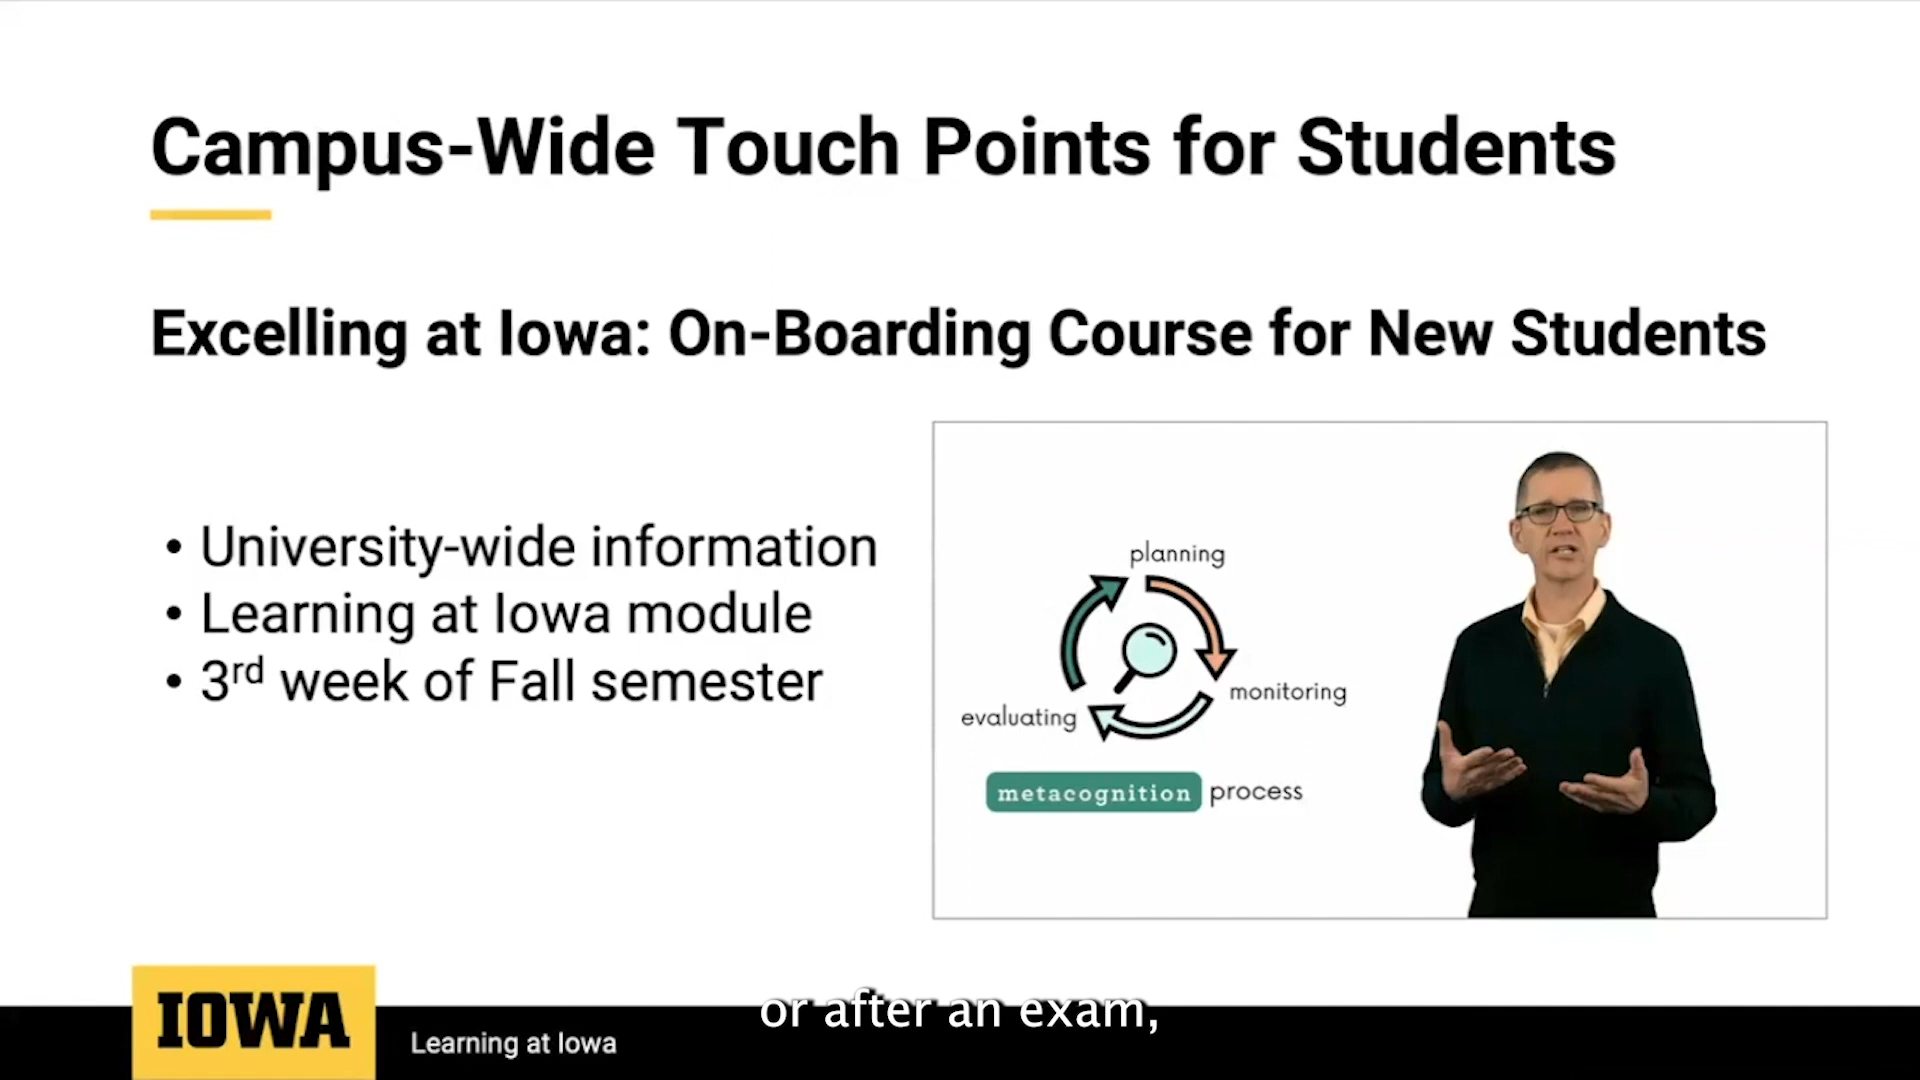 Campus-Wide Touch Points for Students
Excelling at Iowa: On-Boarding Course for New Students
• University-wide information
• Learning at Iowa module
• 3rd week of Fall semester
planning
monitoring
evaluating
metacognition process
or after an exam,
IOWA
Learning at Iowa